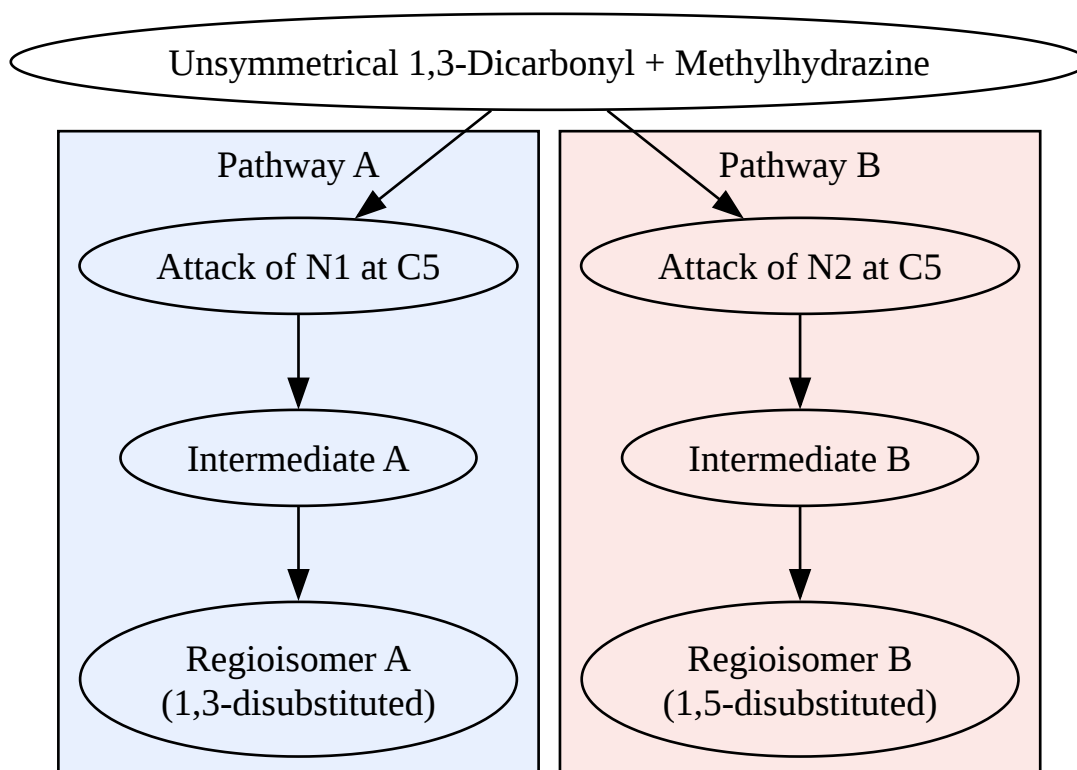 Unsymmetrical 1,3-Dicarbonyl + Methylhydrazine
Pathway A
Pathway B
Attack of N1 at C5
Attack of N2 at C5
Intermediate A
Intermediate B
Regioisomer A
(1,3-disubstituted)
Regioisomer B
(1,5-disubstituted)